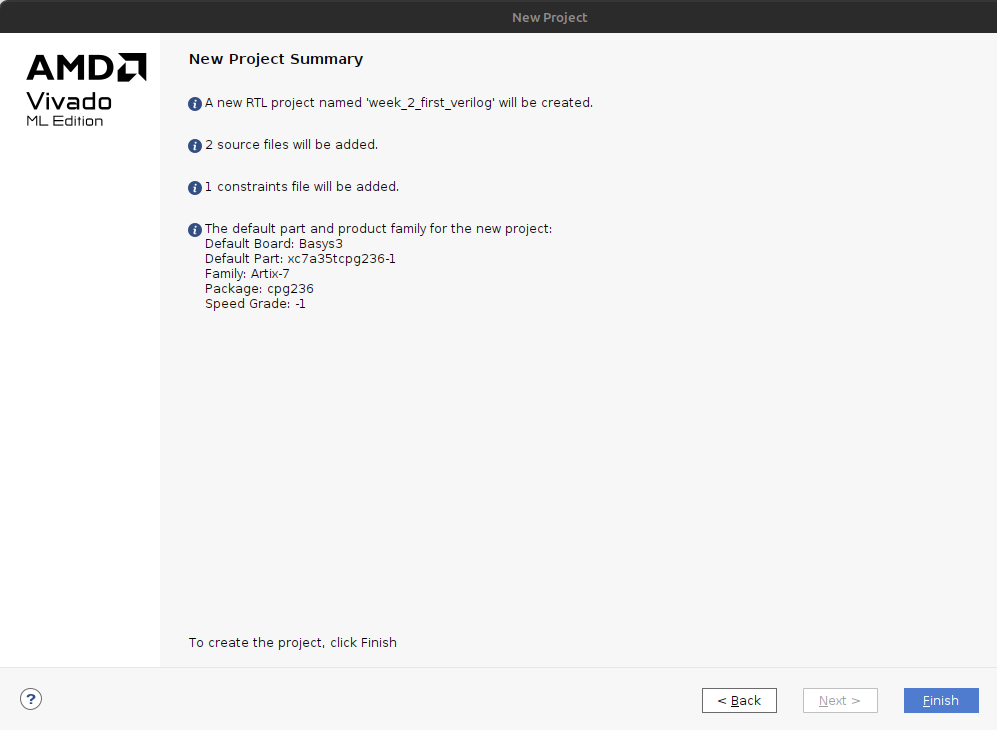 New Project
AMD
Vivado
ML Edition
New Project Summary
A new RTL project named 'week_2_first_verilog' will be created.
2 source files will be added.
1 constraints file will be added.
The default part and product family for the new project:
Default Board: Basys3
Default Part: xc7a35tcpg236-1
Family: Artix-7
Package: cpg236
Speed Grade: -1
To create the project, click Finish
?
< Back
Next >
Finish